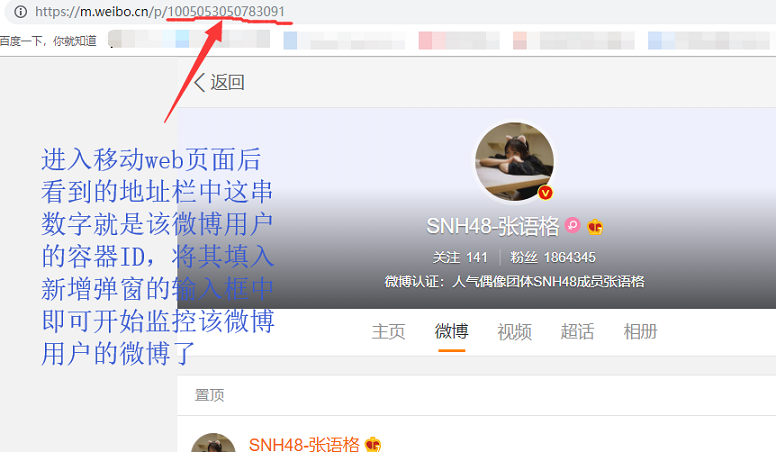 https://m.weibo.cn/p/1005053050783091
百度一下，你就知道
返回
SNH48-张语格
关注 141 粉丝 1864345
微博认证：人气偶像团体SNH48成员张语格
进入移动web页面后
看到的地址栏中这串
数字就是该微博用户
的容器ID，将其填入
新增弹窗的输入框中
即可开始监控该微博
用户的微博了
主页 微博 视频 超话 相册
置顶
SNH48-张语格